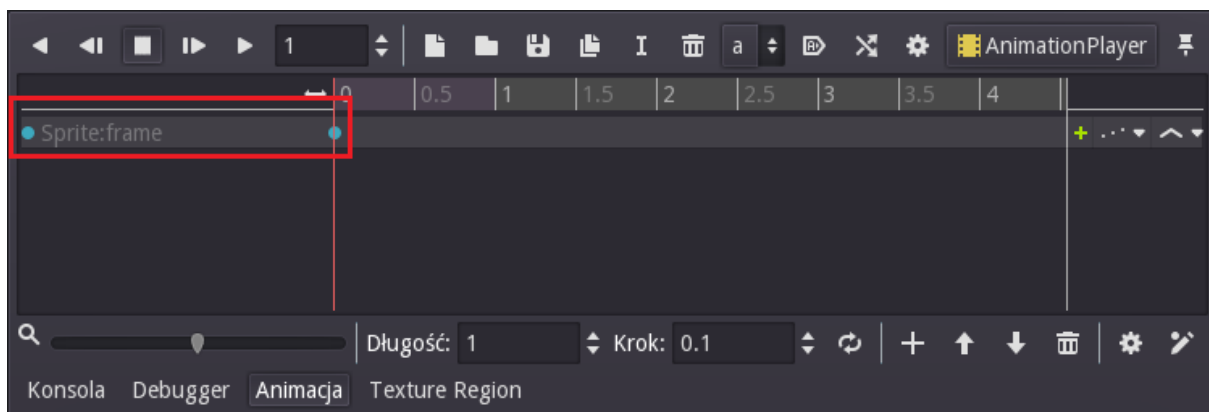 1 a AnimationPlayer
0 0.5 1 1.5 2 2.5 3 3.5 4
Sprite:frame
Długość: 1 Krok: 0.1
Konsola Debugger Animacja Texture Region